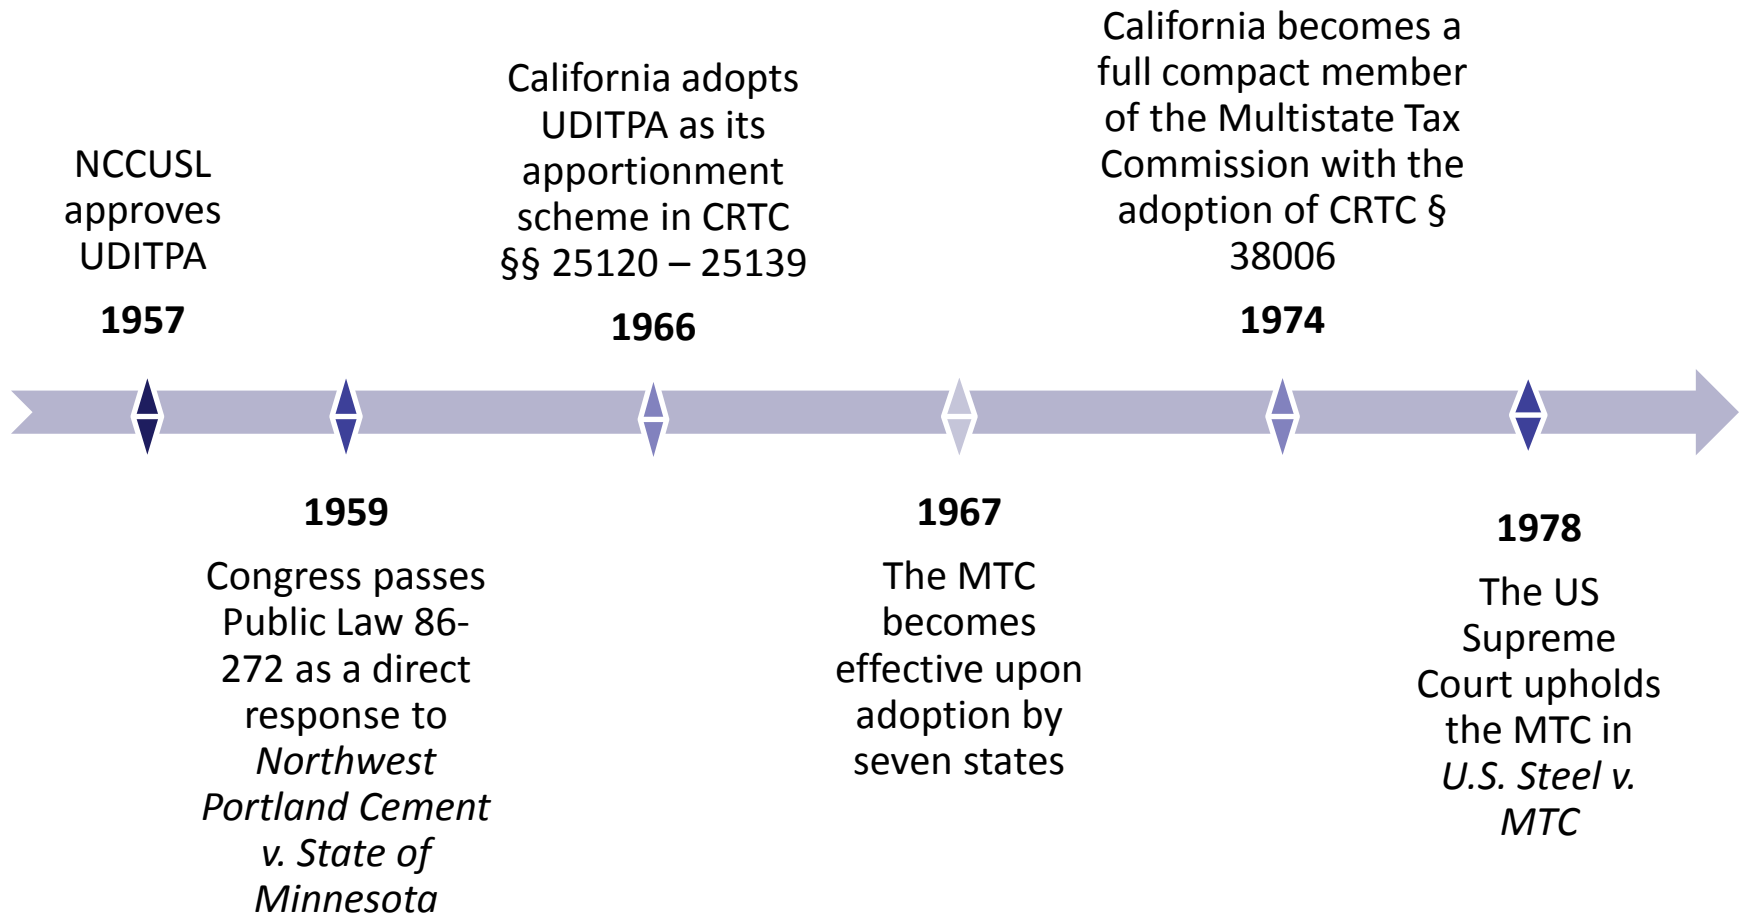 NCCUSL
approves
UDITPA
1957
1959
Congress passes
Public Law 86-
272 as a direct
response to
Northwest
Portland Cement
v. State of
Minnesota
California adopts
UDITPA as its
apportionment
scheme in CRTC
§§ 25120 – 25139
1966
1967
The MTC
becomes
effective upon
adoption by
seven states
California becomes a
full compact member
of the Multistate Tax
Commission with the
adoption of CRTC §
38006
1974
1978
The US
Supreme
Court upholds
the MTC in
U.S. Steel v.
MTC